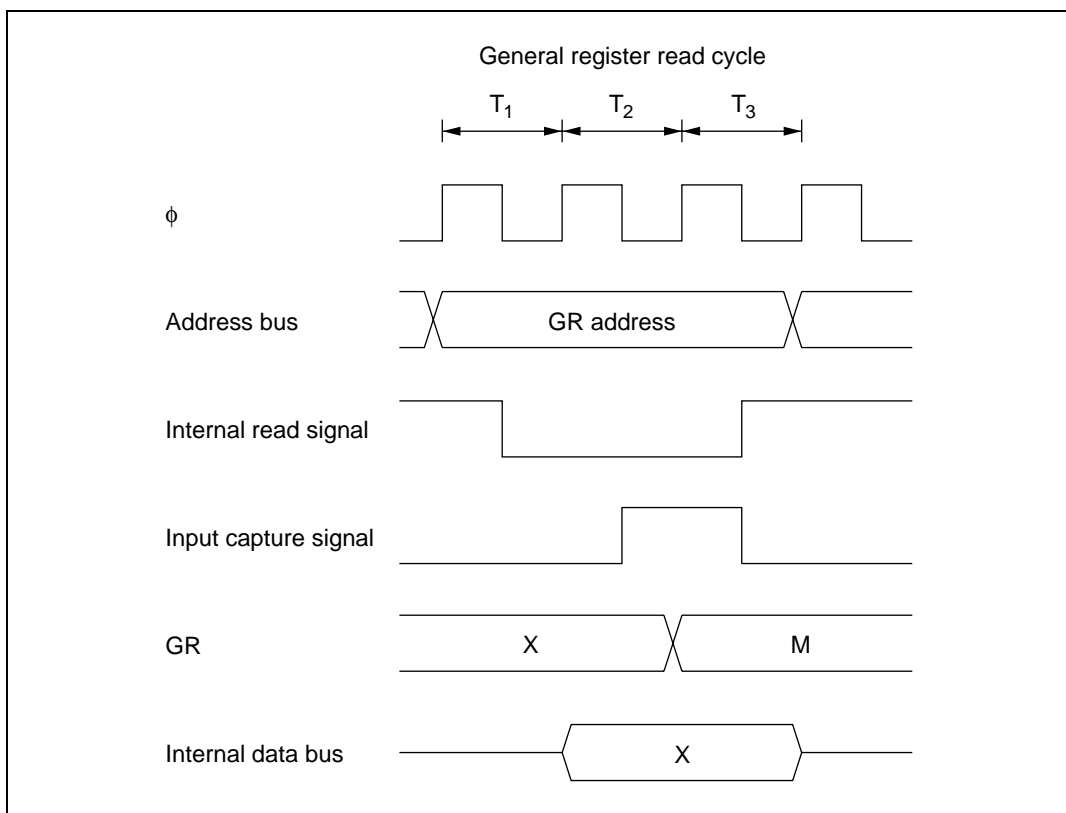 General register read cycle
T1 T2 T3
φ
Address bus GR address
Internal read signal
Input capture signal
GR X M
Internal data bus X